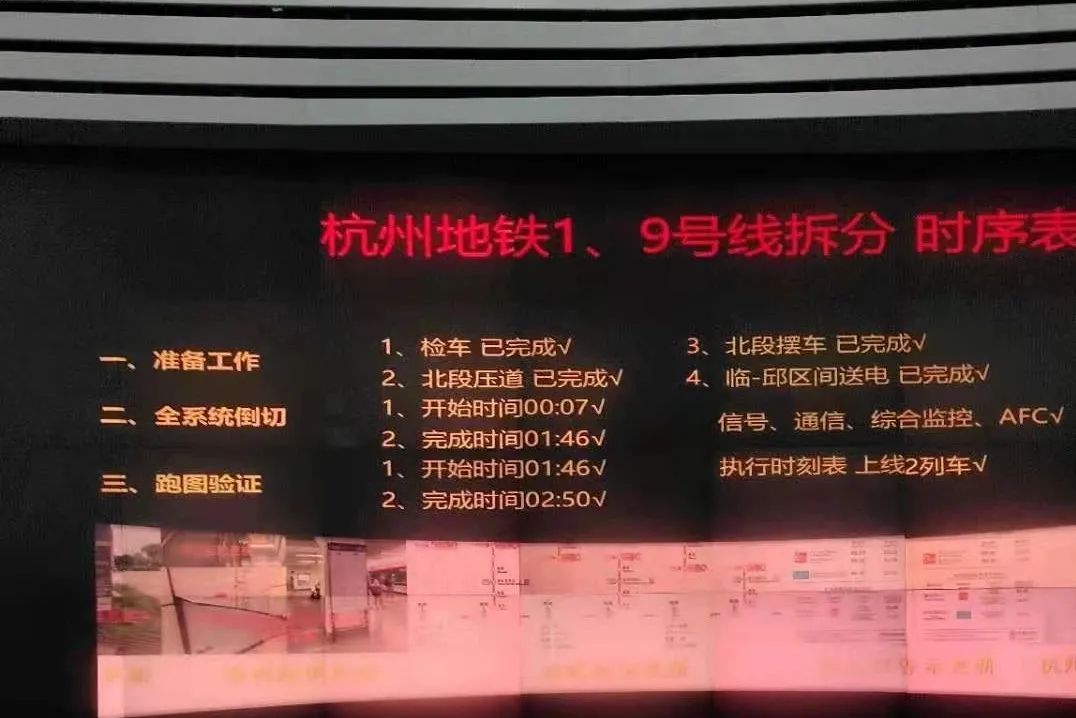 杭州地铁1、9号线拆分 时序表
一、准备工作
1、检车 已完成√
2、北段压道 已完成√
3、北段摆车 已完成√
4、临-邱区间送电 已完成√
二、全系统倒切
1、开始时间00:07√
2、完成时间01:46√
信号、通信、综合监控、AFC√
三、跑图验证
1、开始时间01:46√
2、完成时间02:50√
执行时刻表 上线2列车√